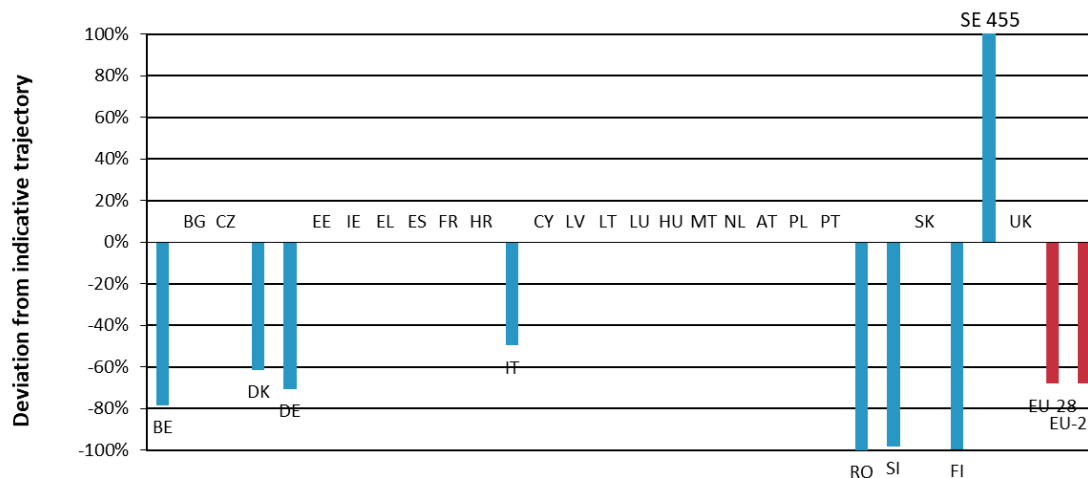 SE 455
100%
80%
60%
40%
20%
BG CZ EE IE EL ES FR HR CY LV LT LU HU MT NL AT PL PT SK UK
0%
-20%
-40%
-60%
IT
DK
-80%
DE
EU-28
EU-2
BE
-100%
RO SI FI
Deviation from indicative trajectory